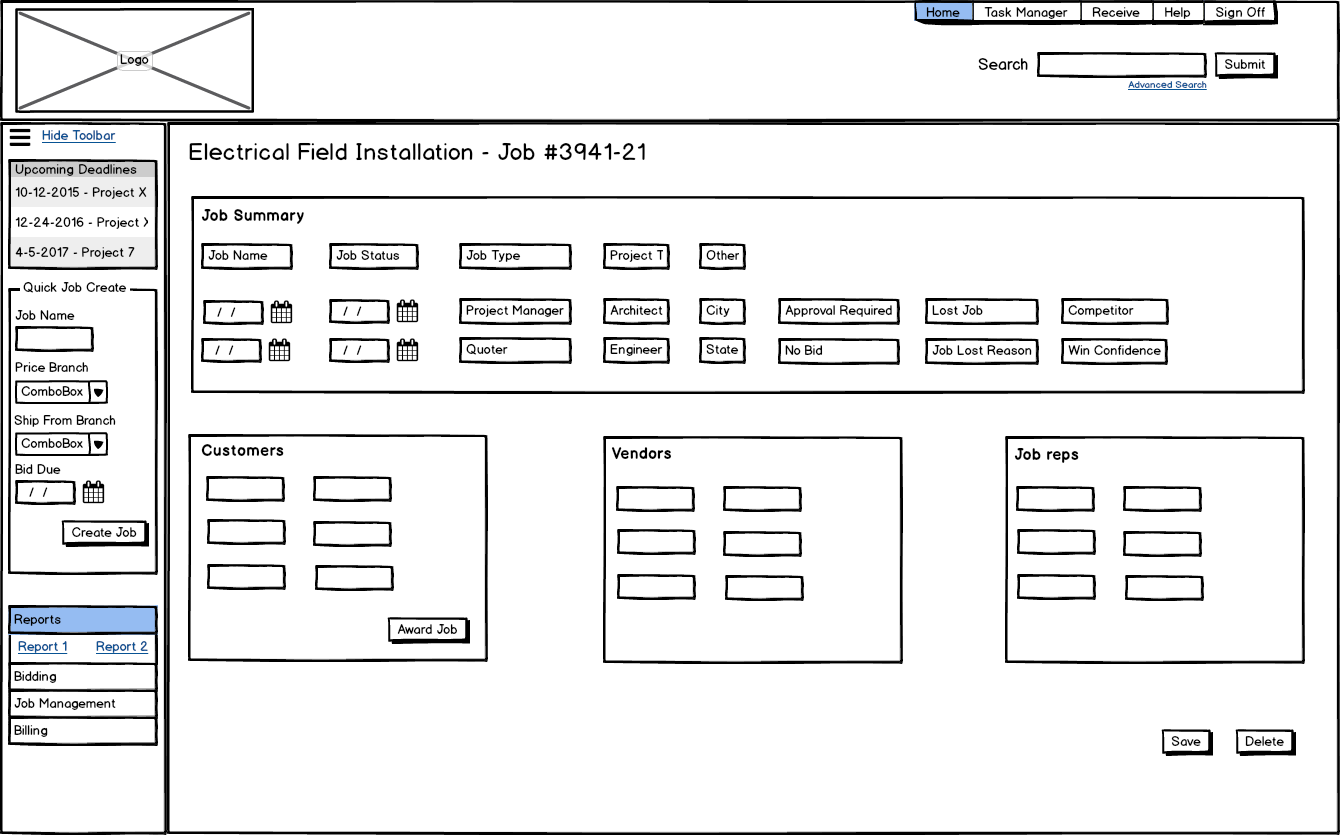 Home Task Manager Receive Help Sign Off
Logo
Search Submit
Advanced Search
Hide Toolbar
Upcoming Deadlines
10-12-2015 - Project X
12-24-2016 - Project
4-5-2017 - Project 7
Quick Job Create
Job Name
Price Branch
ComboBox
Ship From Branch
ComboBox
Bid Due
/ /
Create Job
Reports
Report 1 Report 2
Bidding
Job Management
Billing
Electrical Field Installation - Job #3941-21
Job Summary
Job Name Job Status Job Type Project T Other
/ / / / Project Manager Architect City Approval Required Lost Job Competitor
/ / / / Quoter Engineer State No Bid Job Lost Reason Win Confidence
Customers
Award Job
Vendors
Job reps
Save Delete